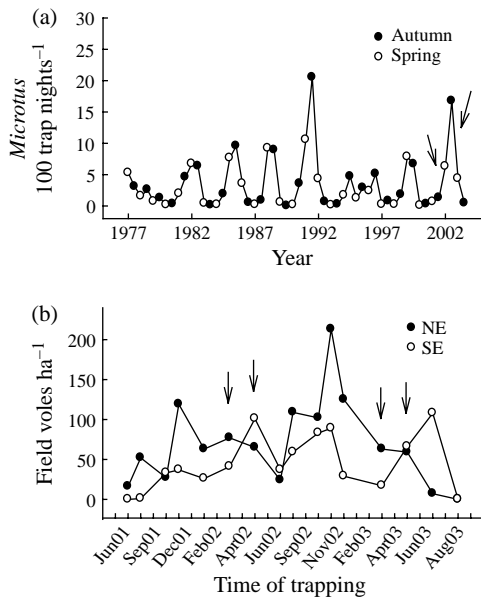 (a)
Autumn
Spring
Microtus
100 trap nights⁻¹
30
25
20
15
10
5
0
1977 1982 1987 1992 1997 2002
Year
(b)
NE
SE
Field voles ha⁻¹
200
150
100
50
0
Jun01 Sep01 Dec01 Feb02 Apr02 Jun02 Sep02 Nov02 Feb03 Apr03 Jun03 Aug03
Time of trapping